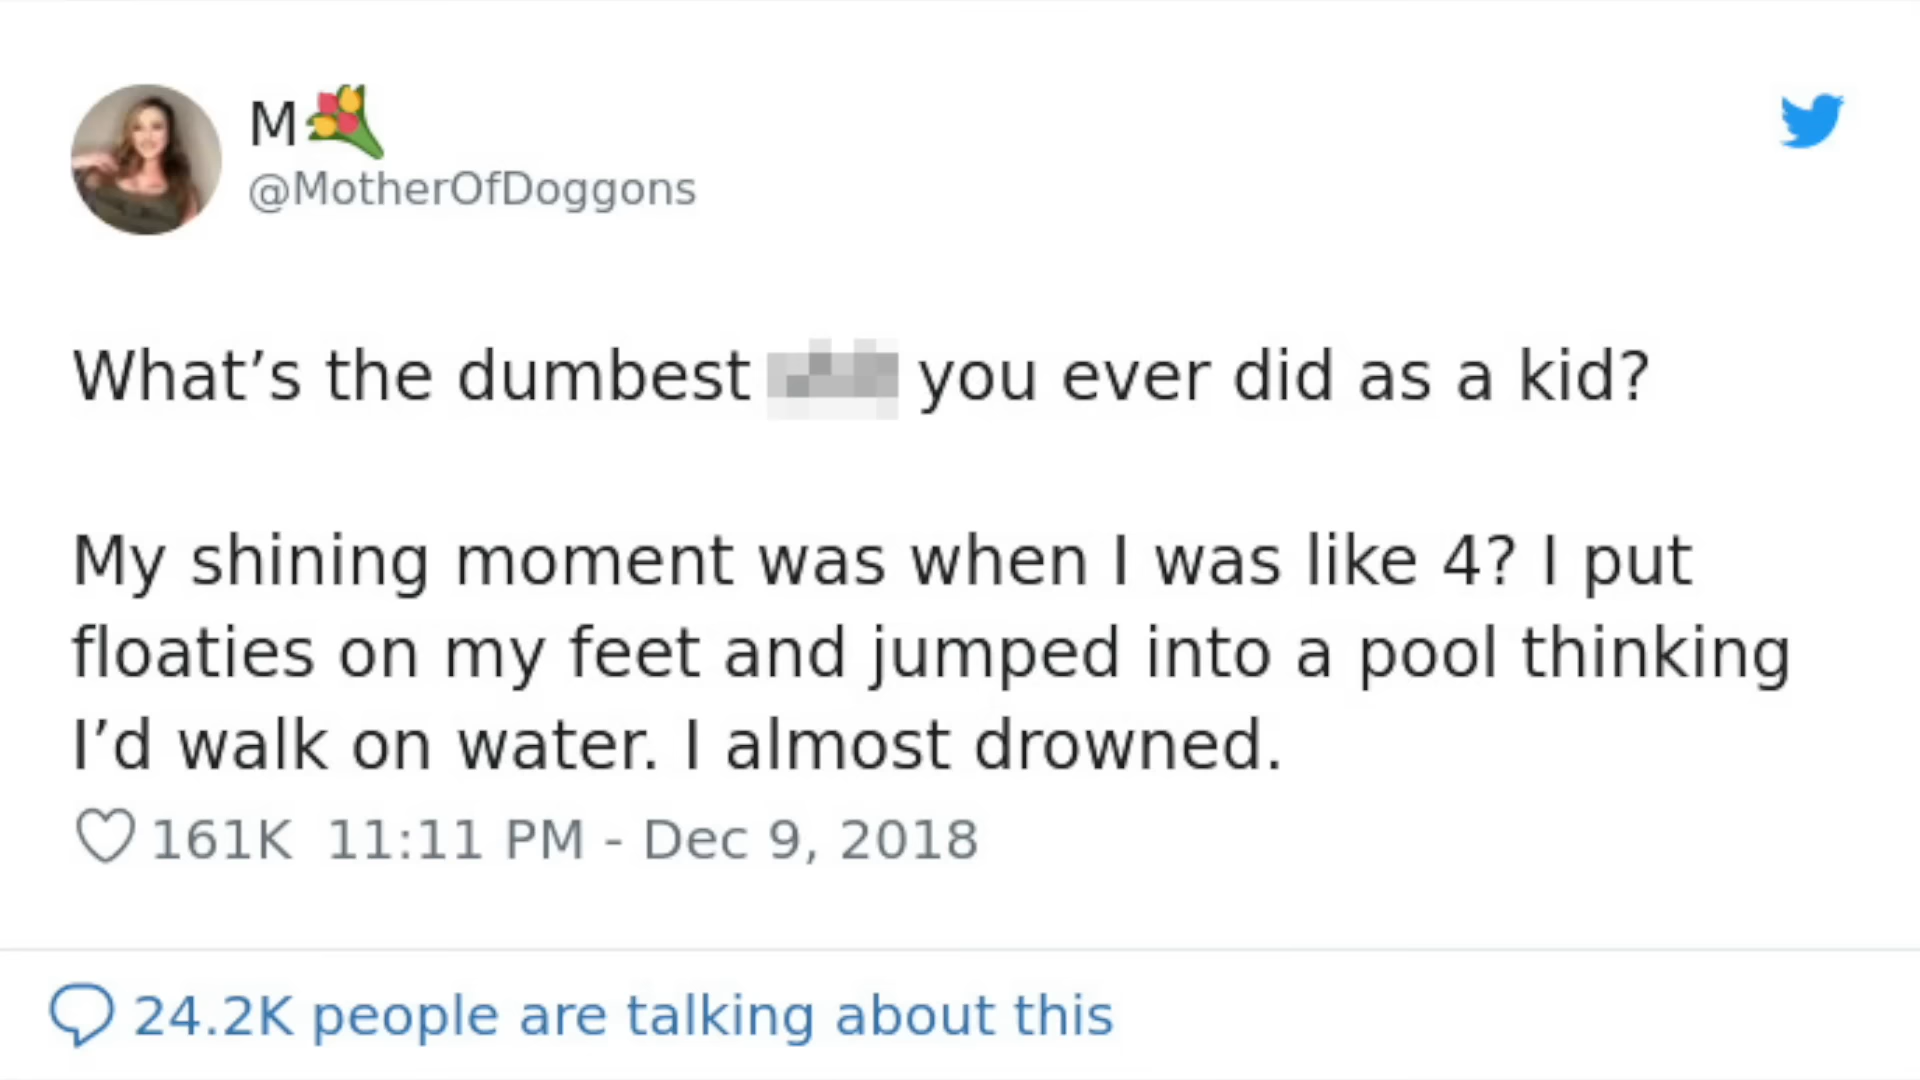 M
@MotherOfDoggons
What’s the dumbest you ever did as a kid?
My shining moment was when I was like 4? I put
floaties on my feet and jumped into a pool thinking
I’d walk on water. I almost drowned.
161K 11:11 PM - Dec 9, 2018
24.2K people are talking about this